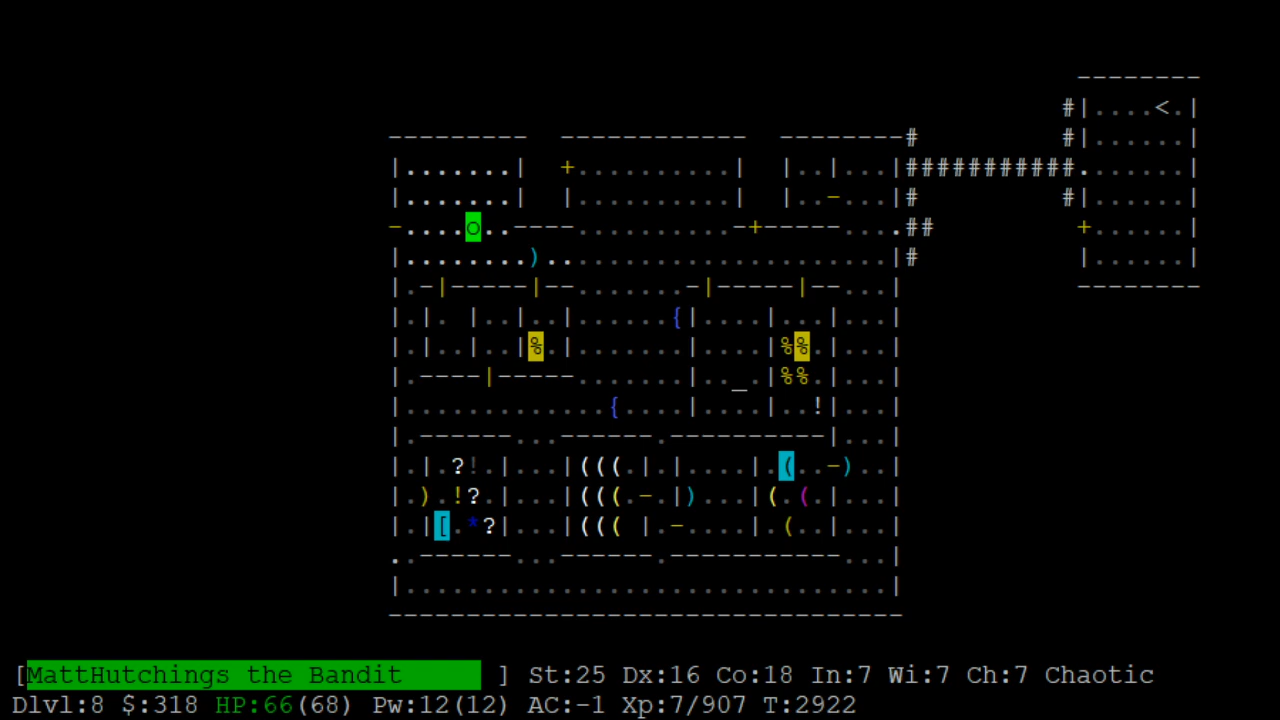 --------
                                                                    #|....<.|
                         ---------  ------------  --------#         #|......|
                         |.......|  +..........|  |..|...|###########.......|
                         |.......|  |..........|  |..-...|#         #|......|
                         -....o..----..........-+-----....##         +......|
                         |........)......................|#          |......|
                         |.-|-----|--.......-|-----|--...|           --------
                         |.|. |..|..|......{|....|...|...|
                         |.|..|..|%.|.......|....|%%.|...|
                         |.----|-----.......|.._.|%%.|...|
                         |.............{....|....|..!|...|
                         |.------...------.----------|...|
                         |.|.?!.|...|(((.|.|....|.(..-)..|
                         |.).!?.|...|(((.-.|)...|(.(.|...|
                         |.|[.*?|...|((( |.-....|.(..|...|
                         ..------...------.-----------...|
                         |...............................|
                         ---------------------------------
[MattHutchings the Bandit ] St:25 Dx:16 Co:18 In:7 Wi:7 Ch:7 Chaotic
Dlvl:8 $:318 HP:66(68) Pw:12(12) AC:-1 Xp:7/907 T:2922